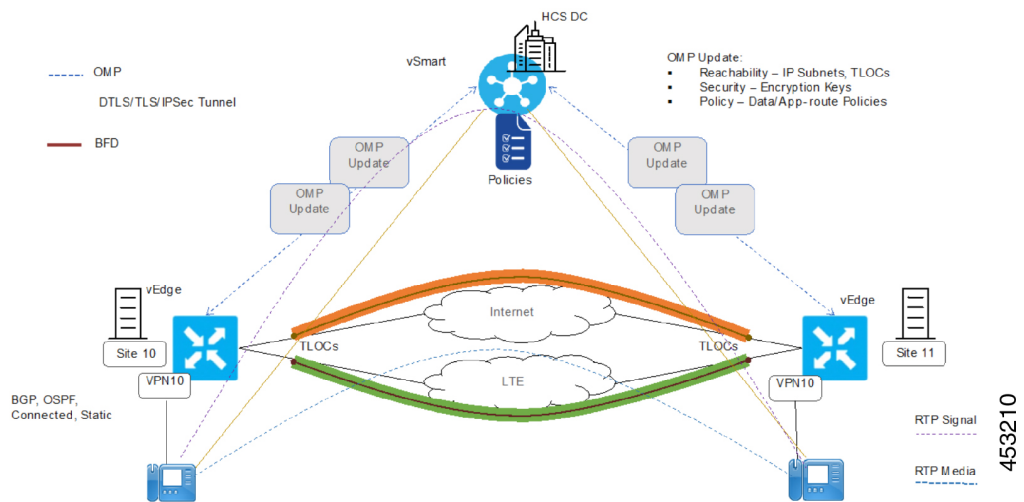 HCS DC
vSmart
OMP
DTLS/TLS/IPSec Tunnel
BFD
OMP Update:
Reachability – IP Subnets, TLOCs
Security – Encryption Keys
Policy – Data/App-route Policies
OMP
Update
OMP
Update
Policies
OMP
Update
OMP
Update
vEdge
Site 10
VPN10
BGP, OSPF,
Connected, Static
TLOCs
Internet
LTE
TLOCs
vEdge
Site 11
VPN10
RTP Signal
RTP Media
453210